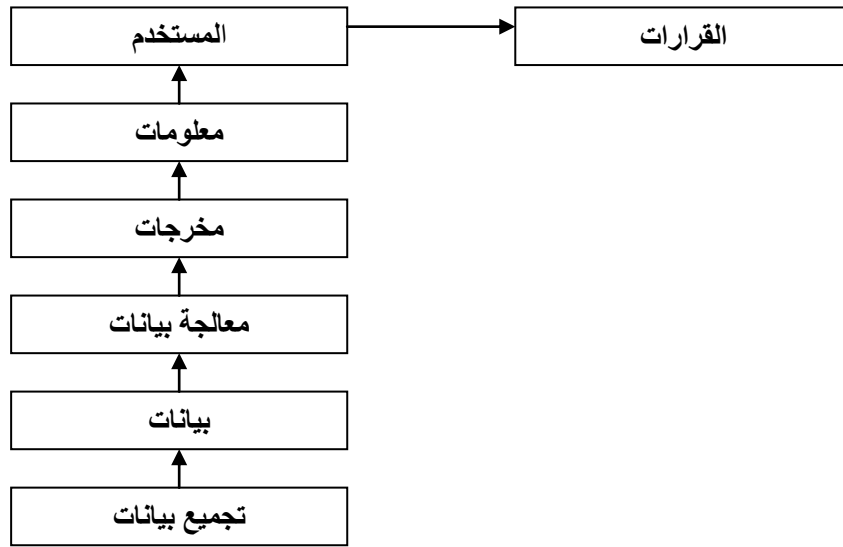 المستخدم
القرارات
معلومات
مخرجات
معالجة بيانات
بيانات
تجميع بيانات